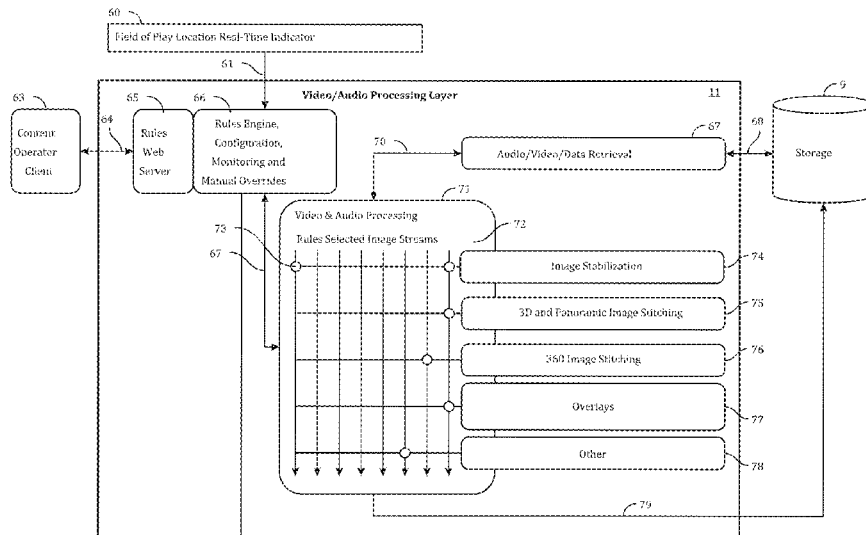 60
Field of Play Location Real-Time Indicator
61
Video/Audio Processing Layer
11
63
65
66
67
68
9
Content
Operator
Client
64
Rules
Web
Server
Rules Engine,
Configuration,
Monitoring and
Manual Overrides
70
Audio/Video/Data Retrieval
Storage
71
Video & Audio Processing
Rules Selected Image Streams
72
73
67
Image Stabilization
74
3D and Panoramic Image Stitching
75
360 Image Stitching
76
Overlays
77
Other
78
79